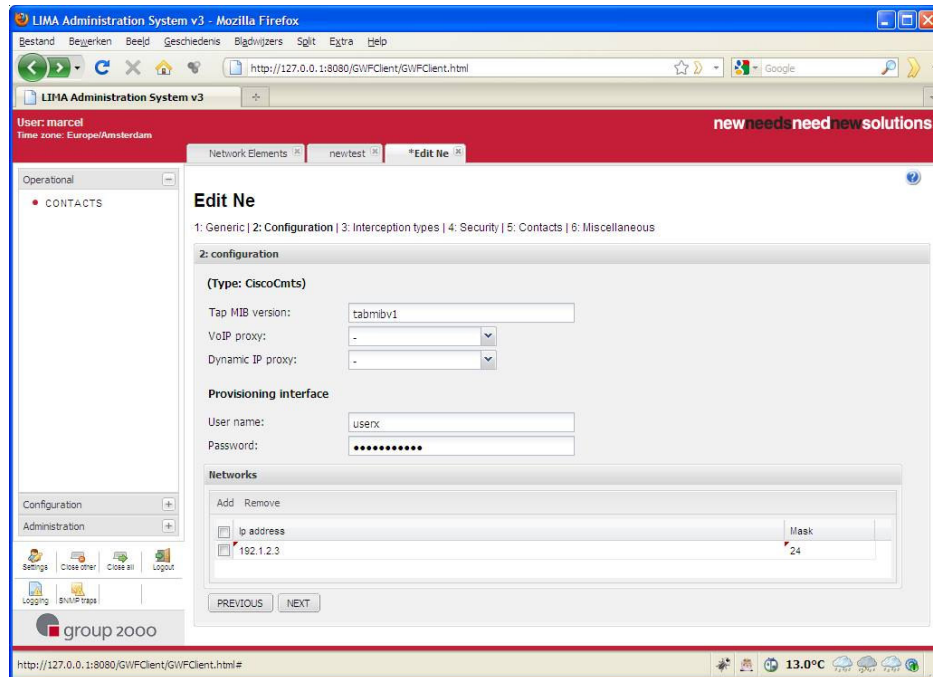 LIMA Administration System v3 - Mozilla Firefox
Bestand Bewerken Beeld Geschiedenis Bladwijzers Split Extra Help
http://127.0.0.1:8080/GWFClient/GWFClient.html
Google
LIMA Administration System v3
User: marcel
Time zone: Europe/Amsterdam
newneedsneednewsolutions
Network Elements
newtest
*Edit Ne
Operational
CONTACTS
Edit Ne
1: Generic | 2: Configuration | 3: Interception types | 4: Security | 5: Contacts | 6: Miscellaneous
2: configuration
(Type: CiscoCmts)
Tap MIB version: tabmibv1
VoIP proxy: -
Dynamic IP proxy: -
Provisioning interface
User name: userx
Password: •••••••••••
Networks
Add Remove
Ip address Mask
192.1.2.3 24
Configuration
Administration
Settings Close other Close all Logout
Logging SNMP traps
PREVIOUS NEXT
group 2000
http://127.0.0.1:8080/GWFClient/GWFClient.html#
13.0°C